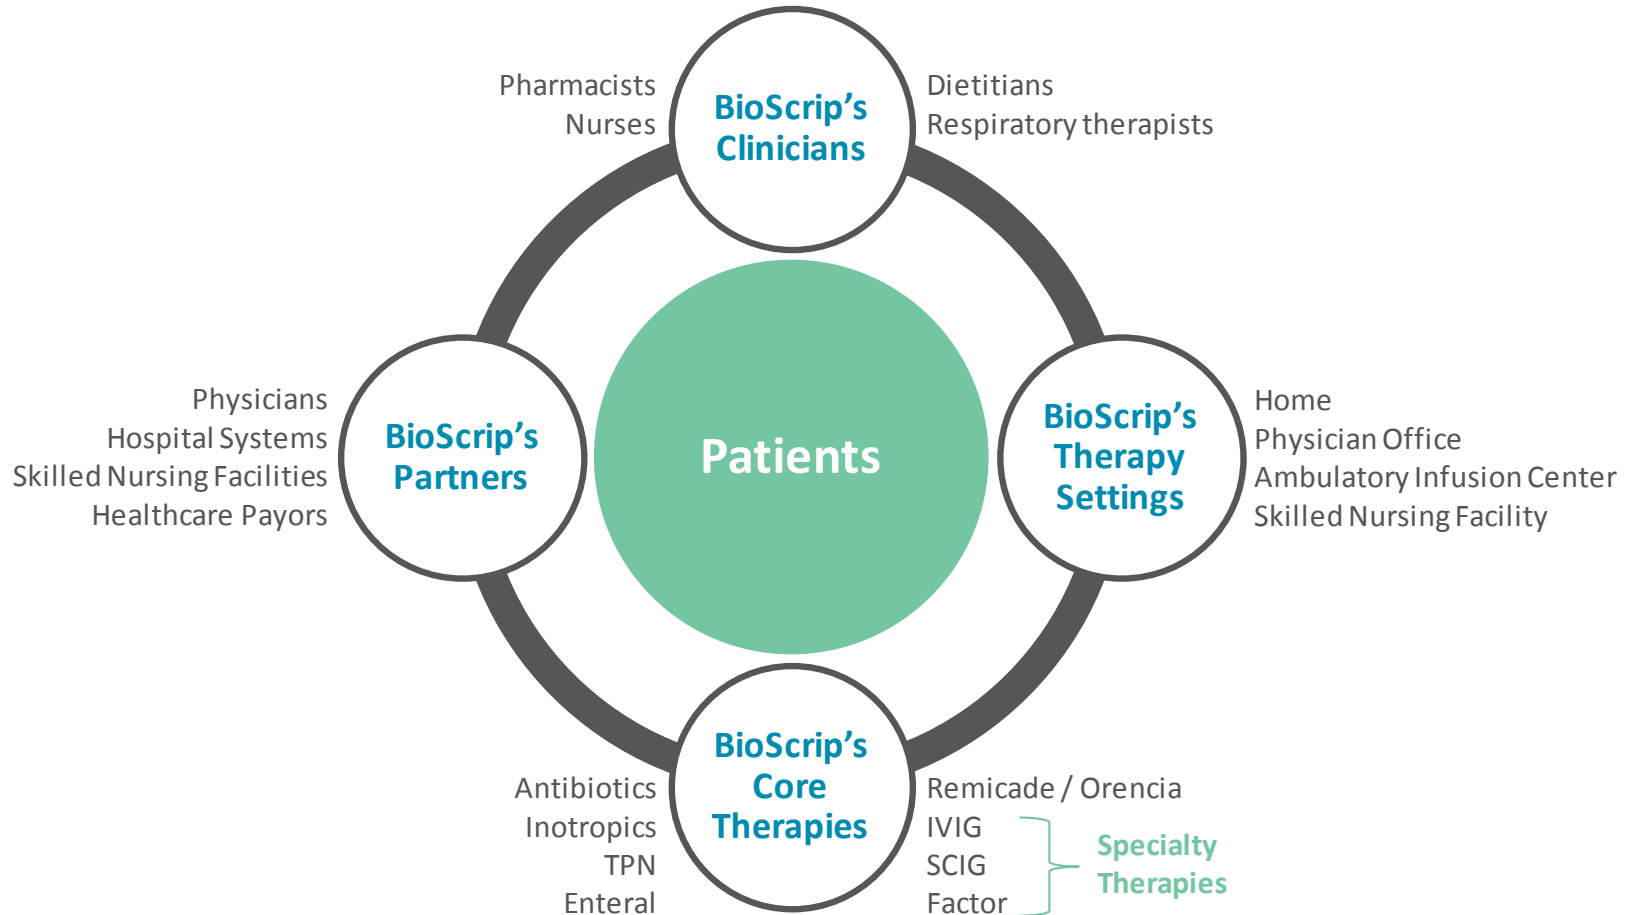 Pharmacists
Nurses
BioScrip’s
Clinicians
Dietitians
Respiratory therapists
Physicians
Hospital Systems
Skilled Nursing Facilities
Healthcare Payors
BioScrip’s
Partners
Patients
BioScrip’s
Therapy
Settings
Home
Physician Office
Ambulatory Infusion Center
Skilled Nursing Facility
Antibiotics
Inotropics
TPN
Enteral
BioScrip’s
Core
Therapies
Remicade / Orencia
IVIG
SCIG
Factor
Specialty
Therapies